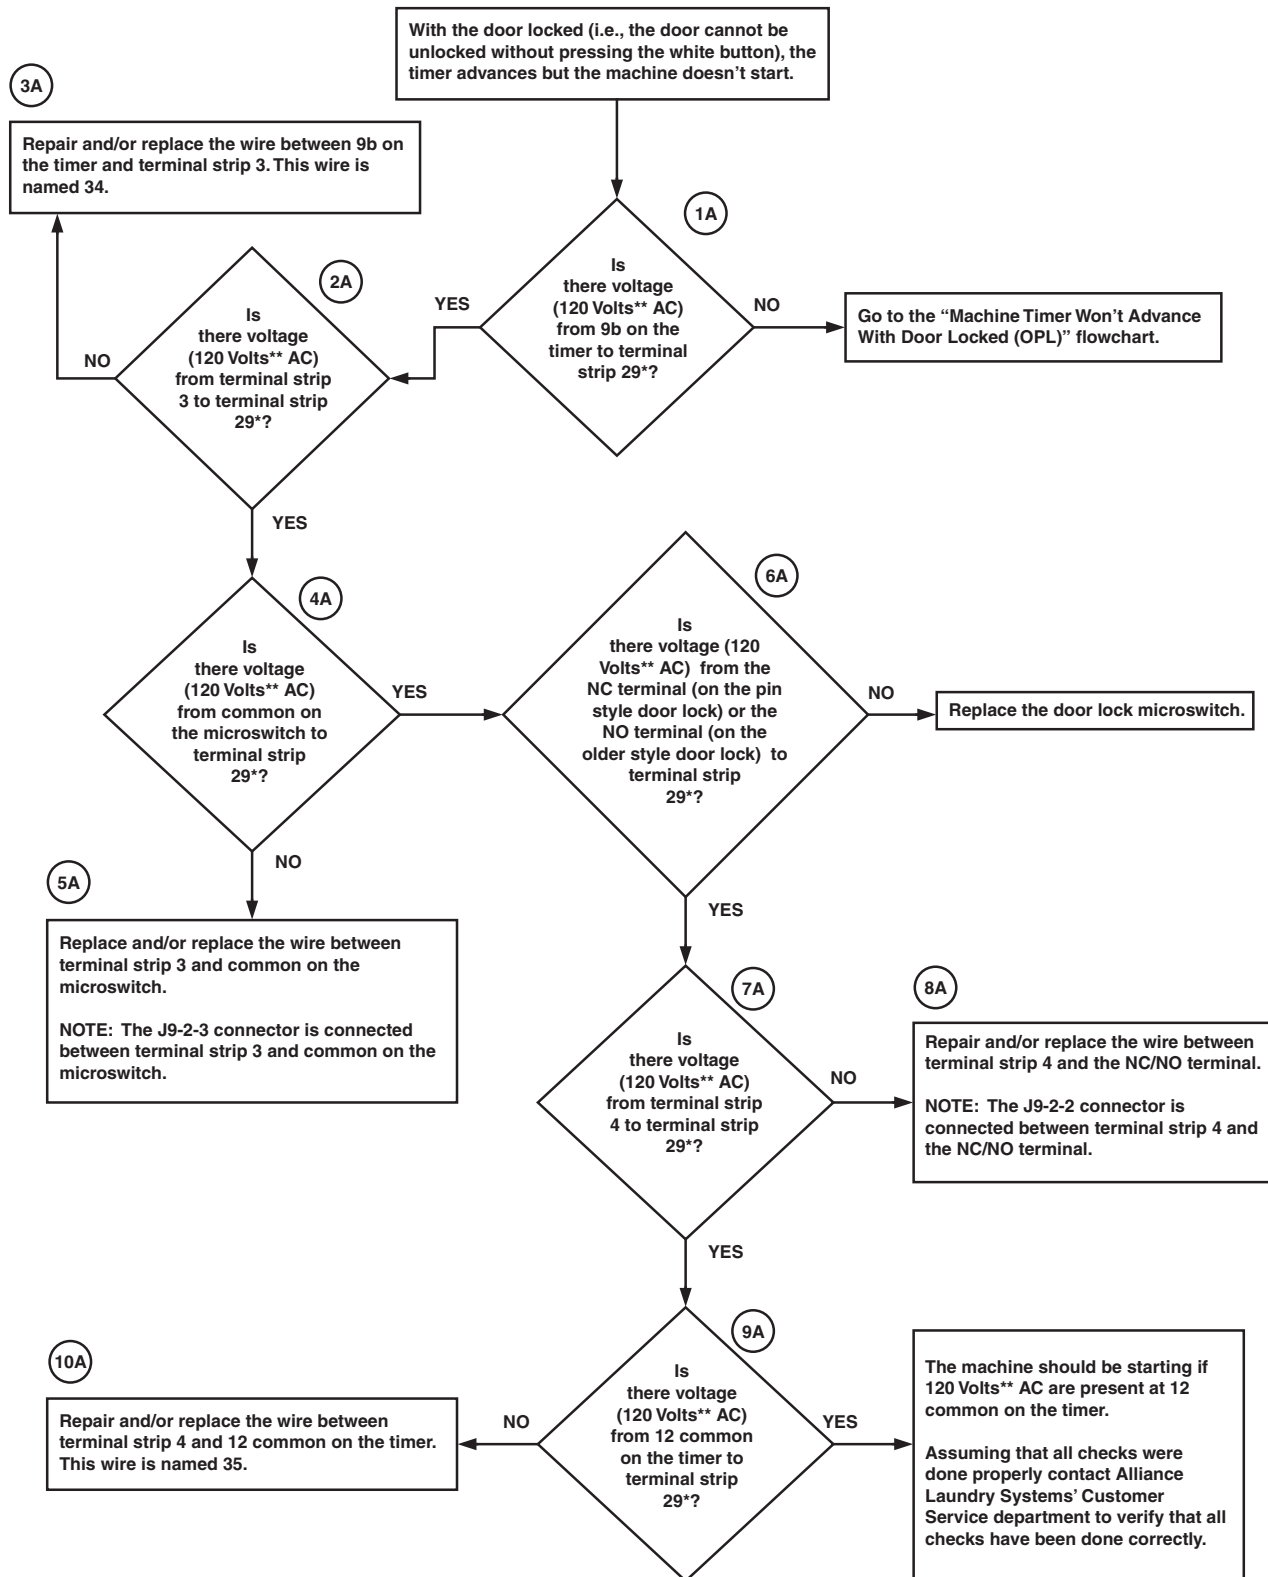 With the door locked (i.e., the door cannot be
unlocked without pressing the white button), the
timer advances but the machine doesn't start.
3A
Repair and/or replace the wire between 9b on
the timer and terminal strip 3. This wire is
named 34.
1A
Is
there voltage
(120 Volts** AC)
from 9b on the
timer to terminal
strip 29*?
YES
NO
Go to the “Machine Timer Won't Advance
With Door Locked (OPL)” flowchart.
2A
Is
there voltage
(120 Volts** AC)
from terminal strip
3 to terminal strip
29*?
NO
YES
4A
Is
there voltage
(120 Volts** AC)
from common on
the microswitch to
terminal strip
29*?
YES
NO
6A
Is
there voltage (120
Volts** AC) from the
NC terminal (on the pin
style door lock) or the
NO terminal (on the
older style door lock) to
terminal strip
29*?
NO
Replace the door lock microswitch.
YES
5A
Replace and/or replace the wire between
terminal strip 3 and common on the
microswitch.
NOTE: The J9-2-3 connector is connected
between terminal strip 3 and common on the
microswitch.
7A
Is
there voltage
(120 Volts** AC)
from terminal strip
4 to terminal strip
29*?
NO
YES
8A
Repair and/or replace the wire between
terminal strip 4 and the NC/NO terminal.
NOTE: The J9-2-2 connector is
connected between terminal strip 4 and
the NC/NO terminal.
9A
Is
there voltage
(120 Volts** AC)
from 12 common
on the timer to
terminal strip
29*?
NO
YES
10A
Repair and/or replace the wire between
terminal strip 4 and 12 common on the timer.
This wire is named 35.
The machine should be starting if
120 Volts** AC are present at 12
common on the timer.
Assuming that all checks were
done properly contact Alliance
Laundry Systems' Customer
Service department to verify that all
checks have been done correctly.